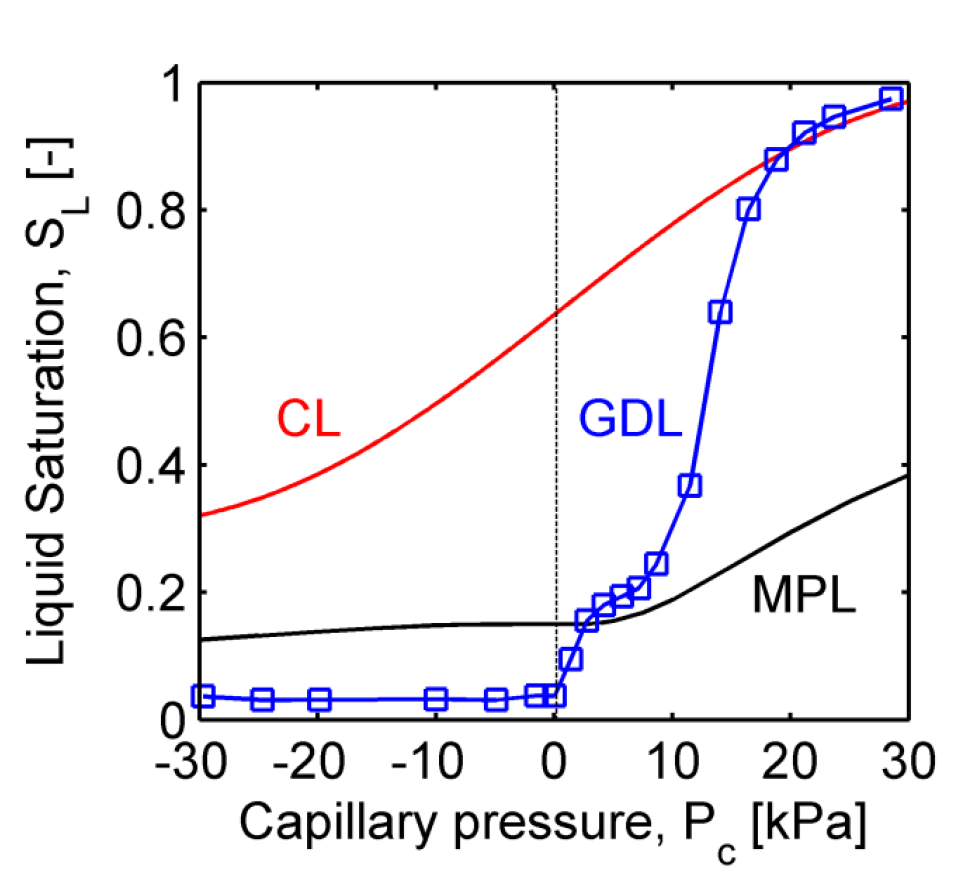 Liquid Saturation, S_L [-]
1
0.8
0.6
0.4
0.2
0
CL
GDL
MPL
-30 -20 -10 0 10 20 30
Capillary pressure, P_c [kPa]